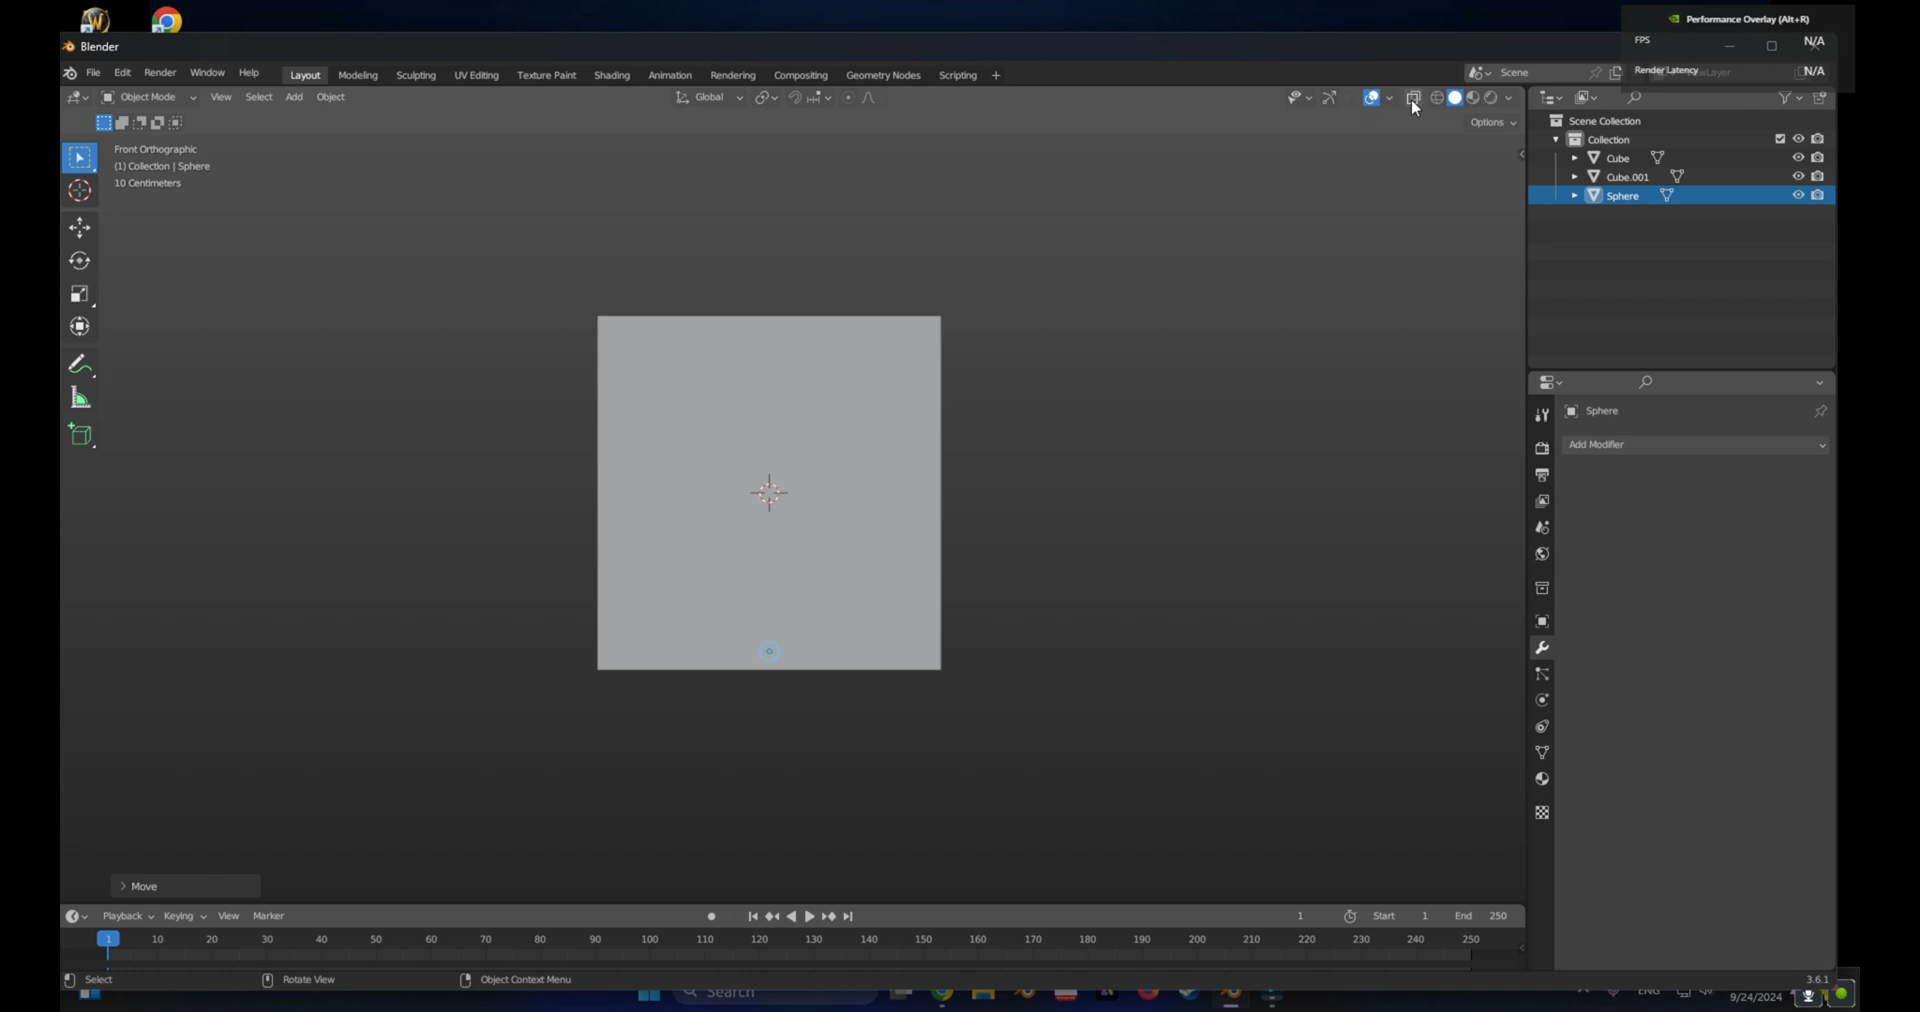 Performance Overlay (Alt+R)
FPS N/A
Render Latency N/A
Blender
File Edit Render Window Help Layout Modeling Sculpting UV Editing Texture Paint Shading Animation Rendering Compositing Geometry Nodes Scripting + Scene
Object Mode View Select Add Object Global
Options
Front Orthographic
(1) Collection | Sphere
10 Centimeters
Scene Collection
Collection
Cube
Cube.001
Sphere
Sphere
Add Modifier
Move
Playback Keying View Marker 1 Start 1 End 250
1 10 20 30 40 50 60 70 80 90 100 110 120 130 140 150 160 170 180 190 200 210 220 230 240 250
Select Rotate View Object Context Menu 3.6.1
Search ENG 9/24/2024